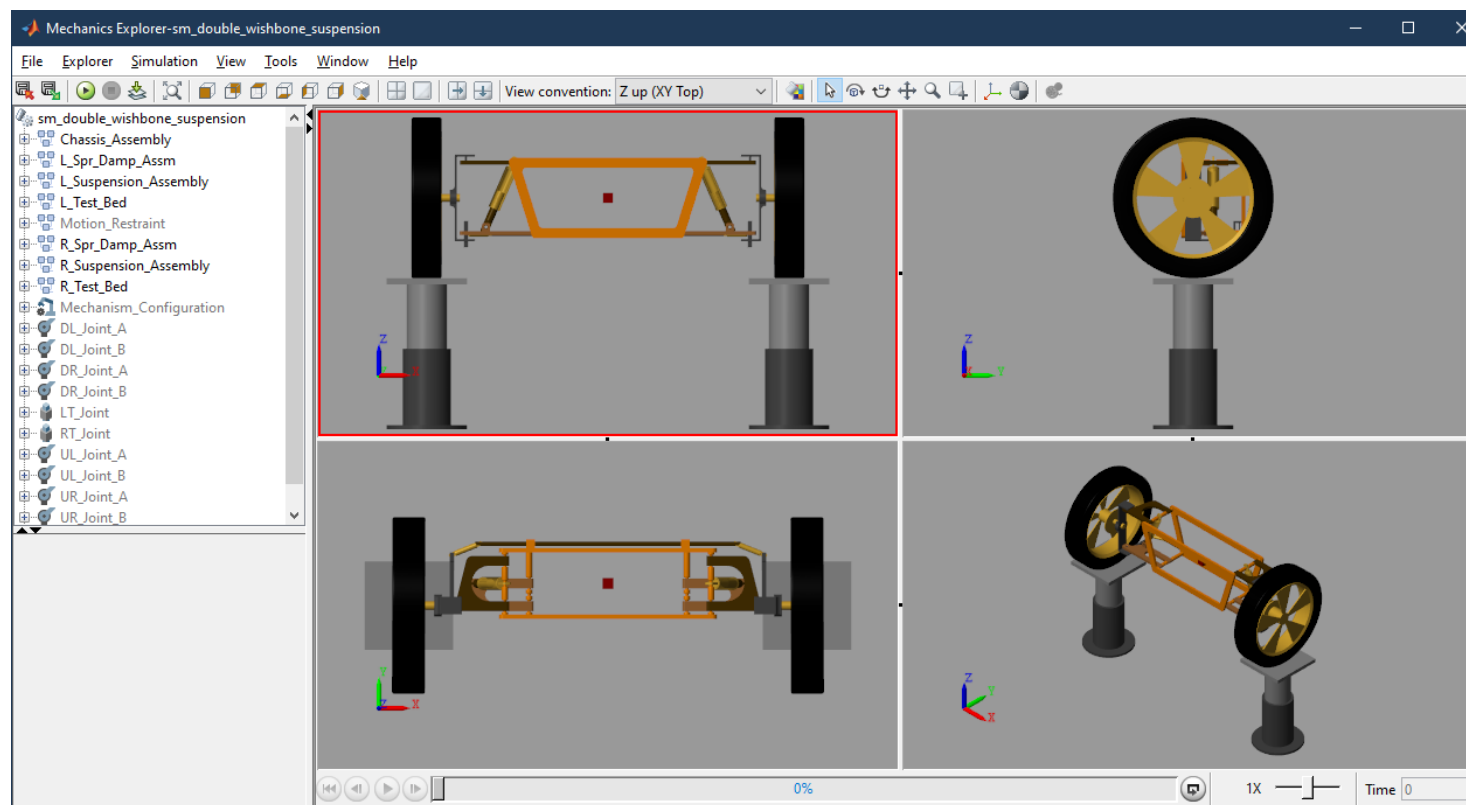 Mechanics Explorer-sm_double_wishbone_suspension
File Explorer Simulation View Tools Window Help
View convention: Z up (XY Top)
sm_double_wishbone_suspension
Chassis_Assembly
L_Spr_Damp_Assm
L_Suspension_Assembly
L_Test_Bed
Motion_Restraint
R_Spr_Damp_Assm
R_Suspension_Assembly
R_Test_Bed
Mechanism_Configuration
DL_Joint_A
DL_Joint_B
DR_Joint_A
DR_Joint_B
LT_Joint
RT_Joint
UL_Joint_A
UL_Joint_B
UR_Joint_A
UR_Joint_B
Z
X
Z
X Y
Y
Z X
Z
Y
X
0% 1X Time 0